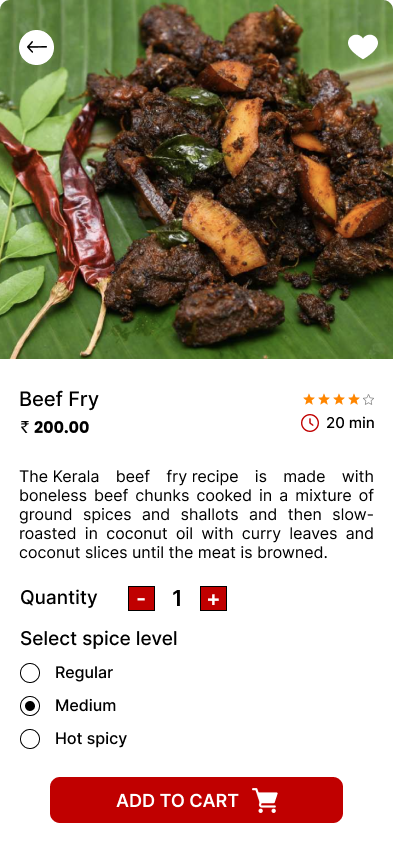 Beef Fry
₹ 200.00
20 min
The Kerala beef fry recipe is made with
boneless beef chunks cooked in a mixture of
ground spices and shallots and then slow-
roasted in coconut oil with curry leaves and
coconut slices until the meat is browned.
Quantity - 1 +
Select spice level
Regular
Medium
Hot spicy
ADD TO CART